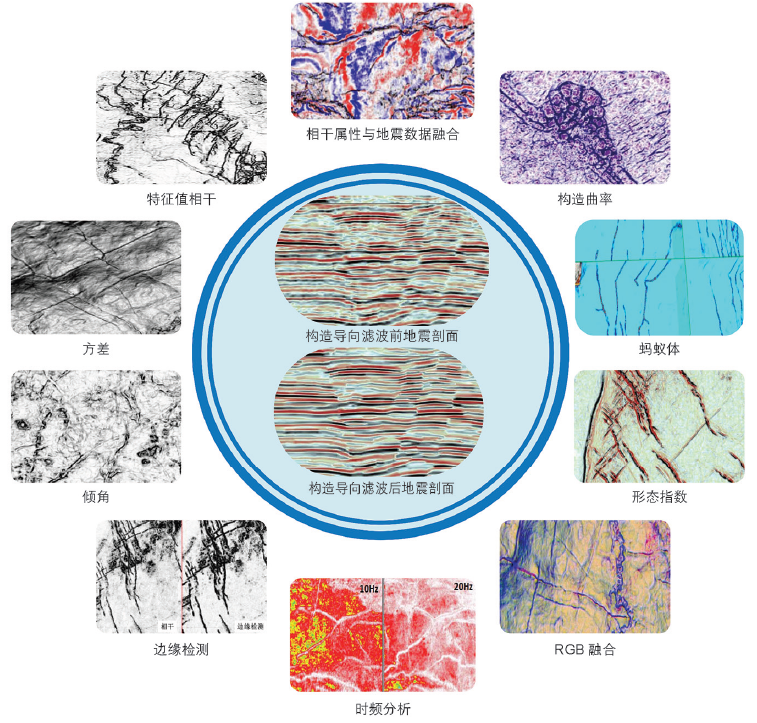 相干属性与地震数据融合
特征值相干
构造曲率
方差
构造导向滤波前地震剖面
蚂蚁体
倾角
构造导向滤波后地震剖面
形态指数
相干
边缘检测
边缘检测
10Hz
20Hz
RGB 融合
时频分析